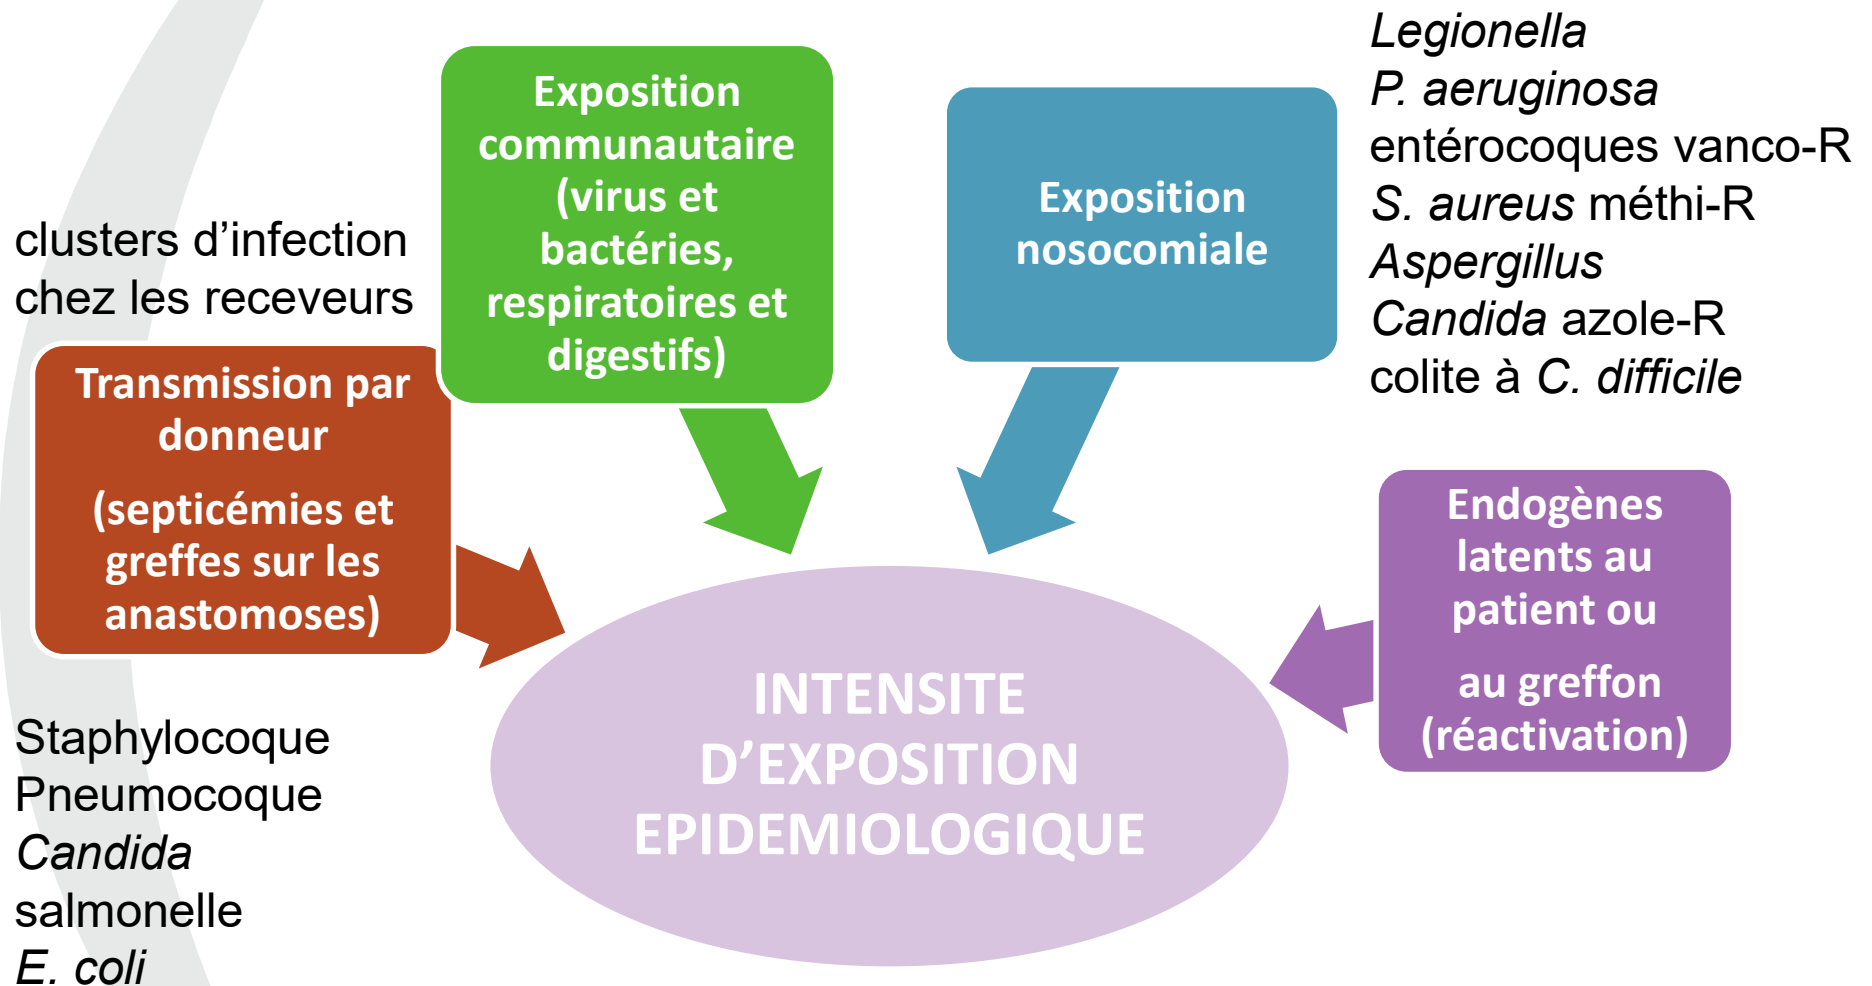 clusters d’infection
chez les receveurs
Transmission par
donneur
(septicémies et
greffes sur les
anastomoses)
Staphylocoque
Pneumocoque
Candida
salmonelle
E. coli
Exposition
communautaire
(virus et
bactéries,
respiratoires et
digestifs)
Exposition
nosocomiale
Legionella
P. aeruginosa
entérocoques vanco-R
S. aureus méthi-R
Aspergillus
Candida azole-R
colite à C. difficile
Endogènes
latents au
patient ou
au greffon
(réactivation)
INTENSITE
D’EXPOSITION
EPIDEMIOLOGIQUE